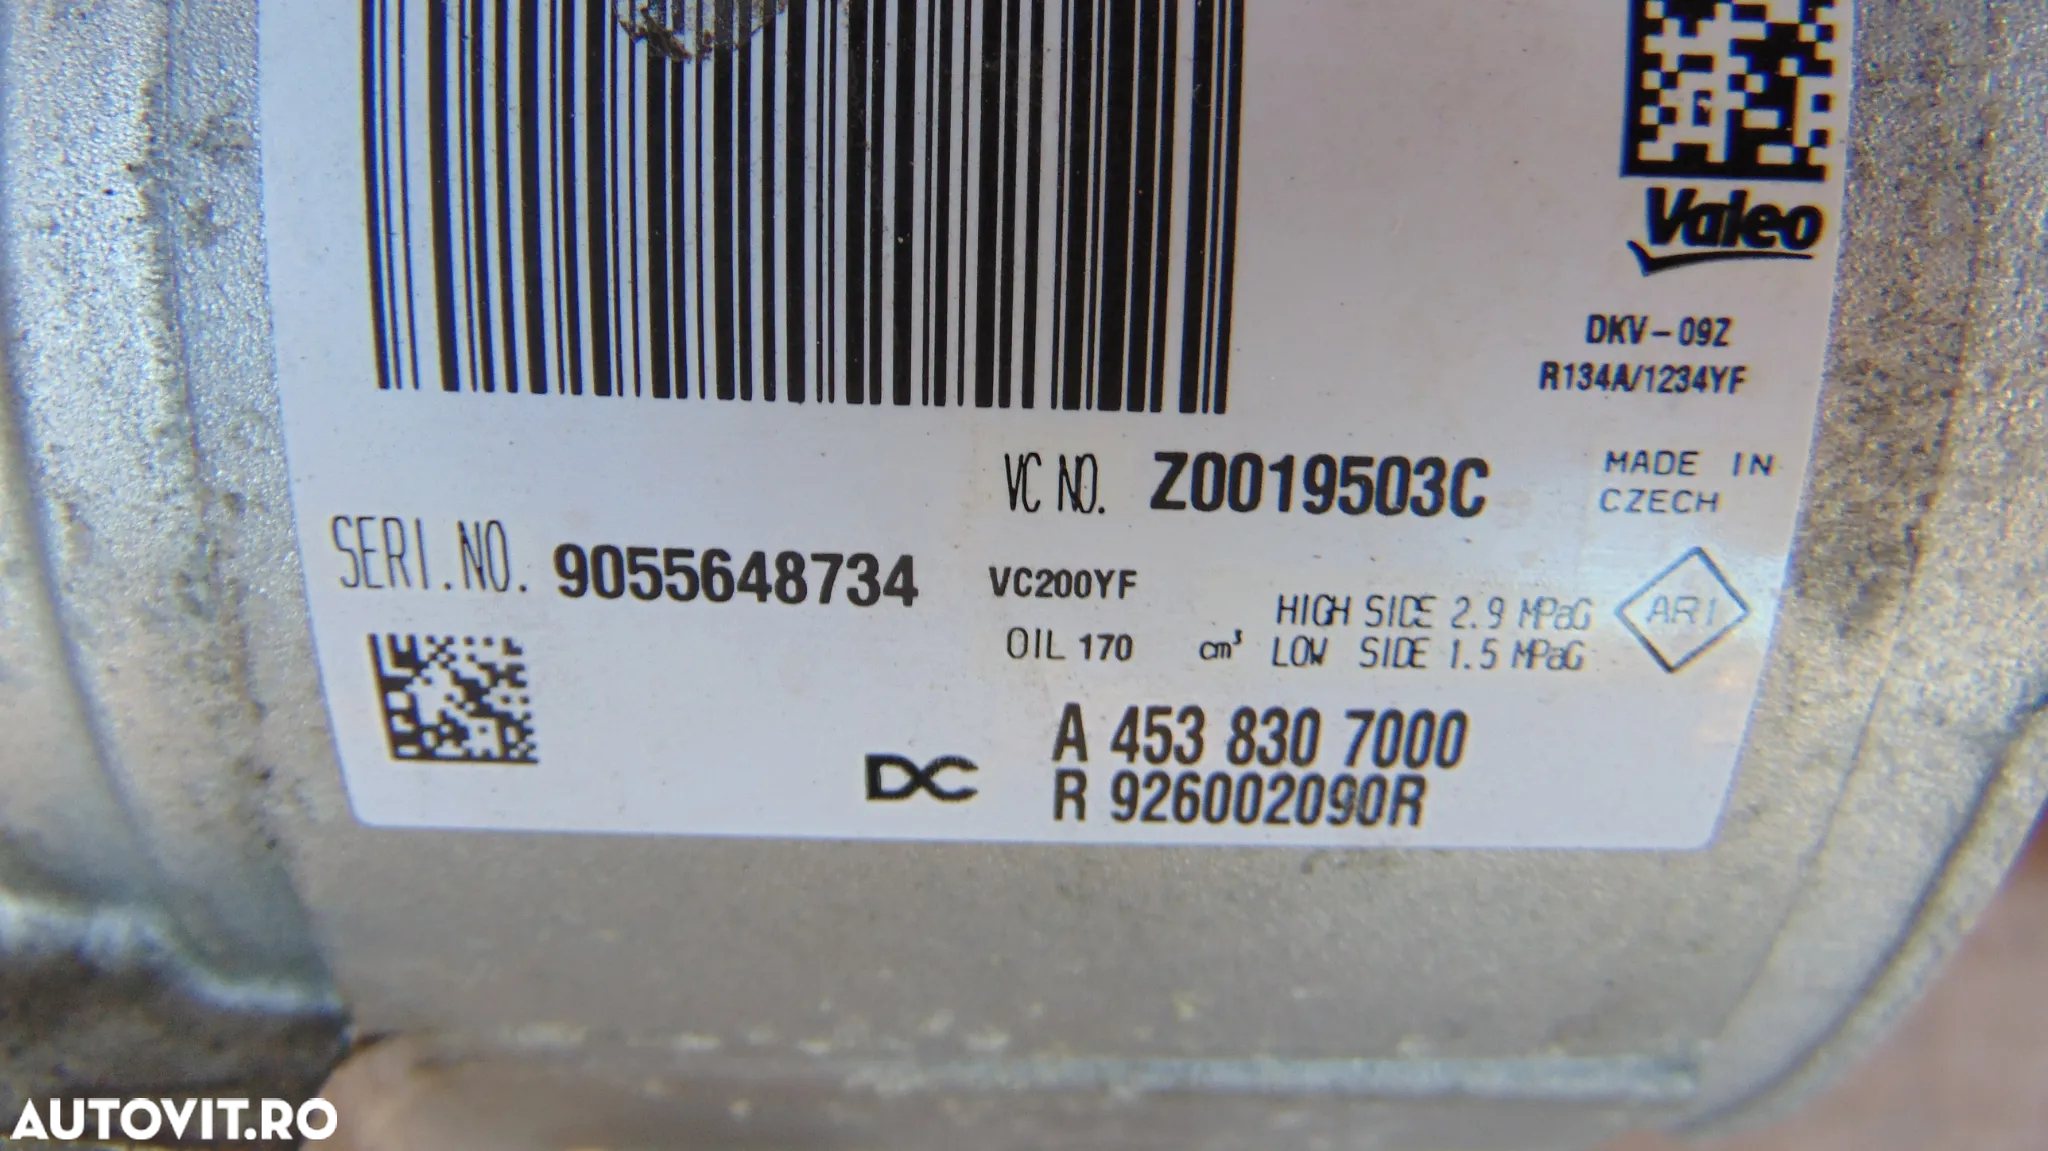 Valeo
DKV-09Z
R134A/1234YF
VC NO. Z0019503C
MADE IN
CZECH
SERI.NO. 9055648734
VC200YF
HIGH SIDE 2.9 MPaG
AR1
OIL 170 cm³
LOW SIDE 1.5 MPaG
A 453 830 7000
DC
R 926002090R
AUTOVIT.RO